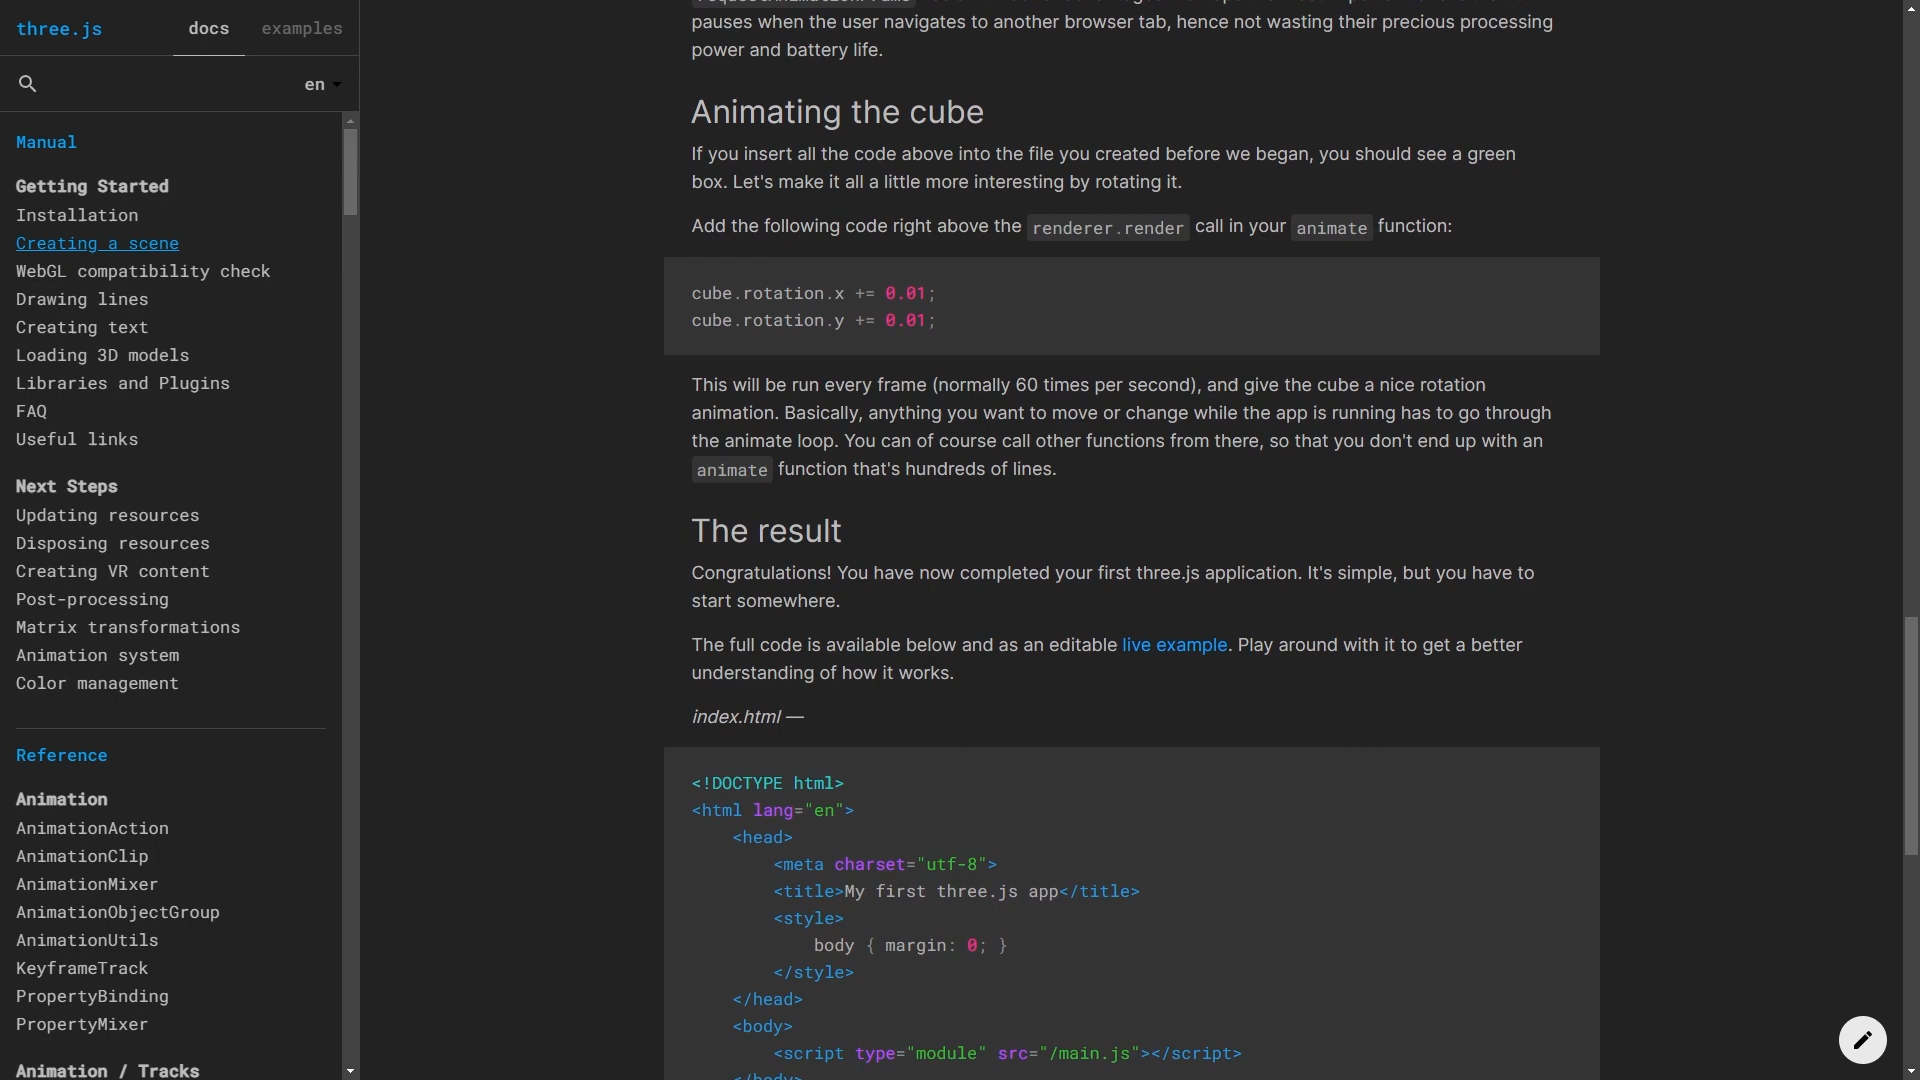 three.js
docs
examples
en
Manual
Getting Started
Installation
Creating a scene
WebGL compatibility check
Drawing lines
Creating text
Loading 3D models
Libraries and Plugins
FAQ
Useful links
Next Steps
Updating resources
Disposing resources
Creating VR content
Post-processing
Matrix transformations
Animation system
Color management
Reference
Animation
AnimationAction
AnimationClip
AnimationMixer
AnimationObjectGroup
AnimationUtils
KeyframeTrack
PropertyBinding
PropertyMixer
Animation / Tracks
pauses when the user navigates to another browser tab, hence not wasting their precious processing
power and battery life.
Animating the cube
If you insert all the code above into the file you created before we began, you should see a green
box. Let's make it all a little more interesting by rotating it.
Add the following code right above the renderer.render call in your animate function:
cube.rotation.x += 0.01;
cube.rotation.y += 0.01;
This will be run every frame (normally 60 times per second), and give the cube a nice rotation
animation. Basically, anything you want to move or change while the app is running has to go through
the animate loop. You can of course call other functions from there, so that you don't end up with an
animate function that's hundreds of lines.
The result
Congratulations! You have now completed your first three.js application. It's simple, but you have to
start somewhere.
The full code is available below and as an editable live example. Play around with it to get a better
understanding of how it works.
index.html —
<!DOCTYPE html>
<html lang="en">
<head>
<meta charset="utf-8">
<title>My first three.js app</title>
<style>
body { margin: 0; }
</style>
</head>
<body>
<script type="module" src="/main.js"></script>